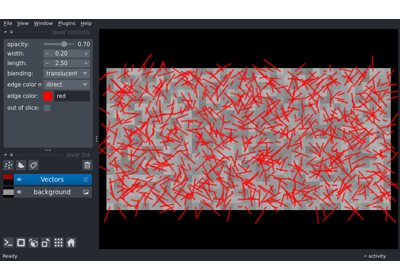 File View Window Plugins Help
layer controls
opacity: 0.70
width: 0.20
length: 2.50
blending: translucent
edge color m direct
edge color: red
out of slice:
layer list
Vectors
background
Ready
activity